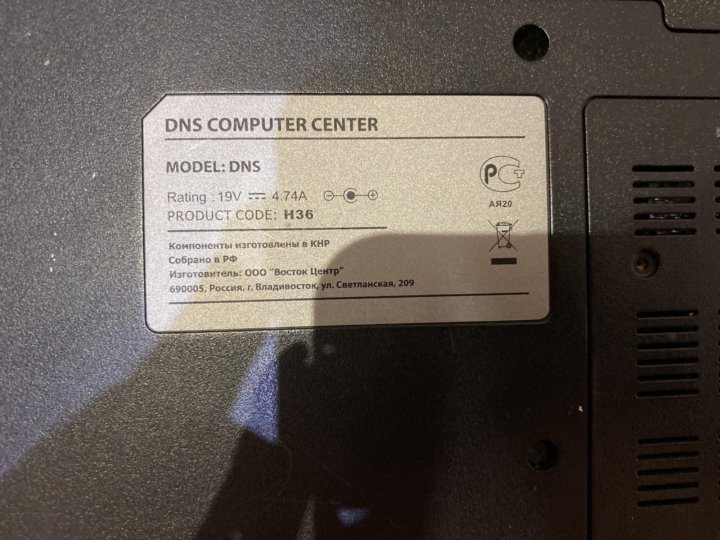 DNS COMPUTER CENTER
MODEL: DNS
Rating : 19V ⎓ 4.74A
PRODUCT CODE: H36
Компоненты изготовлены в КНР
Собрано в РФ
Изготовитель: ООО "Восток Центр"
690005, Россия, г. Владивосток, ул. Светланская, 209
РСТ
АЯ20